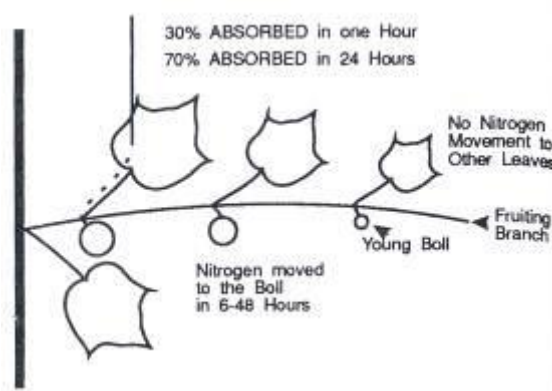 30% ABSORBED in one Hour
70% ABSORBED in 24 Hours
No Nitrogen
Movement to
Other Leaves
Fruiting
Branch
Young Boll
Nitrogen moved
to the Boll
in 6-48 Hours